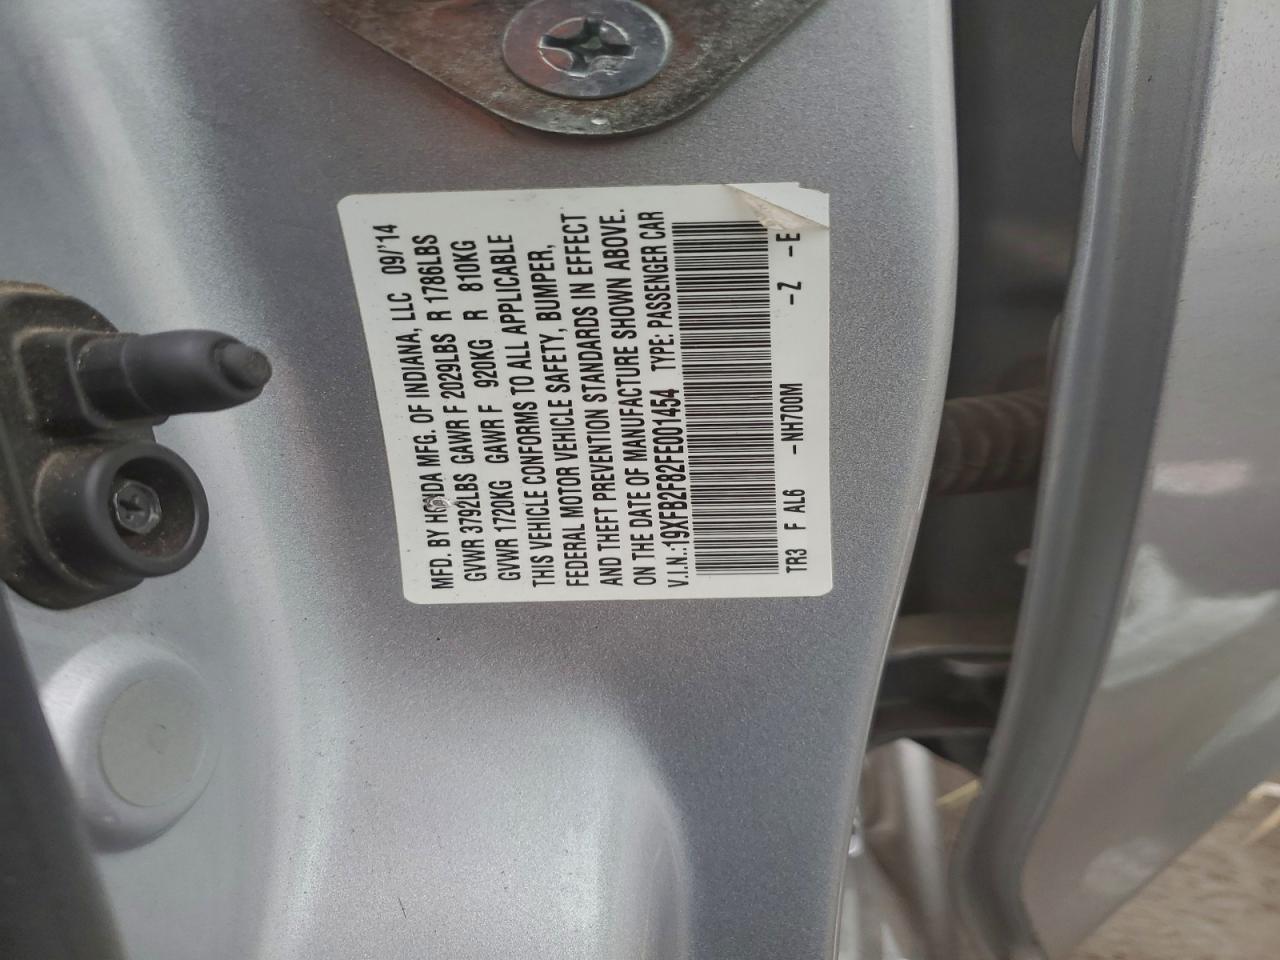 MFD. BY HONDA MFG. OF INDIANA, LLC 09/'14
GVWR 3792LBS GAWR F 2029LBS R 1786LBS
GVWR 1720KG GAWR F 920KG R 810KG
THIS VEHICLE CONFORMS TO ALL APPLICABLE
FEDERAL MOTOR VEHICLE SAFETY, BUMPER,
AND THEFT PREVENTION STANDARDS IN EFFECT
ON THE DATE OF MANUFACTURE SHOWN ABOVE.
V.I.N.:19XFB2F82FE001454 TYPE: PASSENGER CAR
TR3 F AL6 -NH700M -Z -E